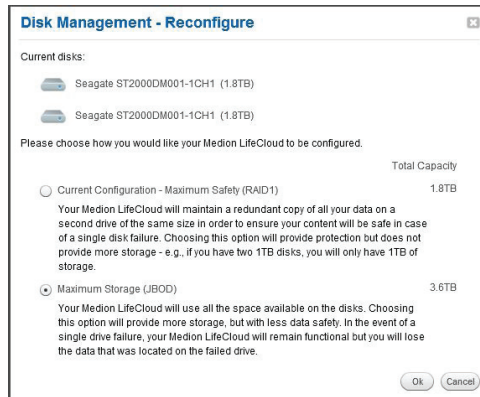 Disk Management - Reconfigure
Current disks:
Seagate ST2000DM001-1CH1 (1.8TB)
Seagate ST2000DM001-1CH1 (1.8TB)
Please choose how you would like your Medion LifeCloud to be configured.
Total Capacity
Current Configuration - Maximum Safety (RAID1) 1.8TB
Your Medion LifeCloud will maintain a redundant copy of all your data on
a second drive of the same size in order to ensure your content will be safe in case
of a single disk failure. Choosing this option will provide protection but does not
provide more storage - e.g., if you have two 1TB disks, you will only have 1TB of
storage.
Maximum Storage (JBOD) 3.6TB
Your Medion LifeCloud will use all the space available on the disks. Choosing
this option will provide more storage, but with less data safety. In the event of a
single drive failure, your Medion LifeCloud will remain functional but you will lose
the data that was located on the failed drive.
Ok Cancel